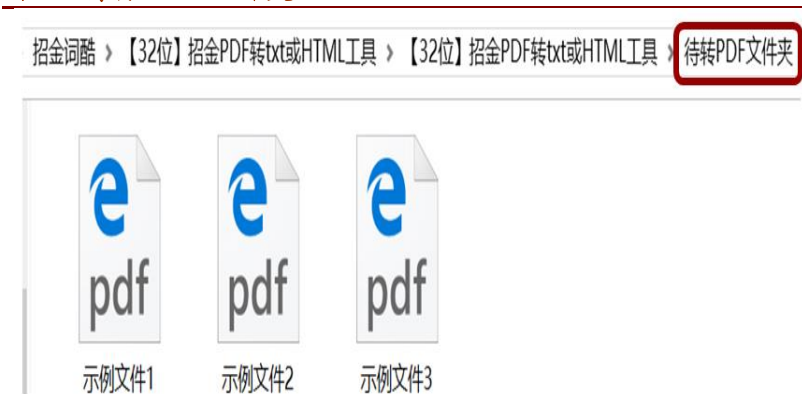 招金词酷 > 【32位】招金PDF转txt或HTML工具 > 【32位】招金PDF转txt或HTML工具 > 待转PDF文件夹
e e e
pdf pdf pdf
示例文件1 示例文件2 示例文件3